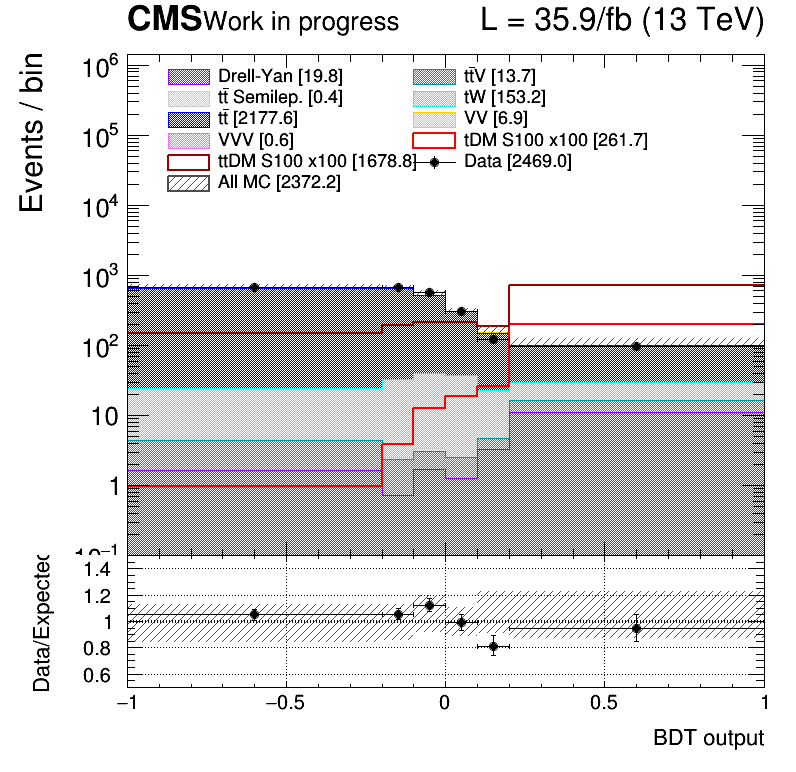 CMS Work in progress L = 35.9/fb (13 TeV)
Events / bin
10⁶
10⁵
10⁴
10³
10²
10
1
10⁻¹
Drell-Yan [19.8] tt̄V [13.7]
tt̄ Semilep. [0.4] tW [153.2]
tt̄ [2177.6] VV [6.9]
VVV [0.6] tDM S100 x100 [261.7]
ttDM S100 x100 [1678.8] Data [2469.0]
All MC [2372.2]
Data/Expected
1.4
1.2
1
0.8
0.6
−1 −0.5 0 0.5 1
BDT output